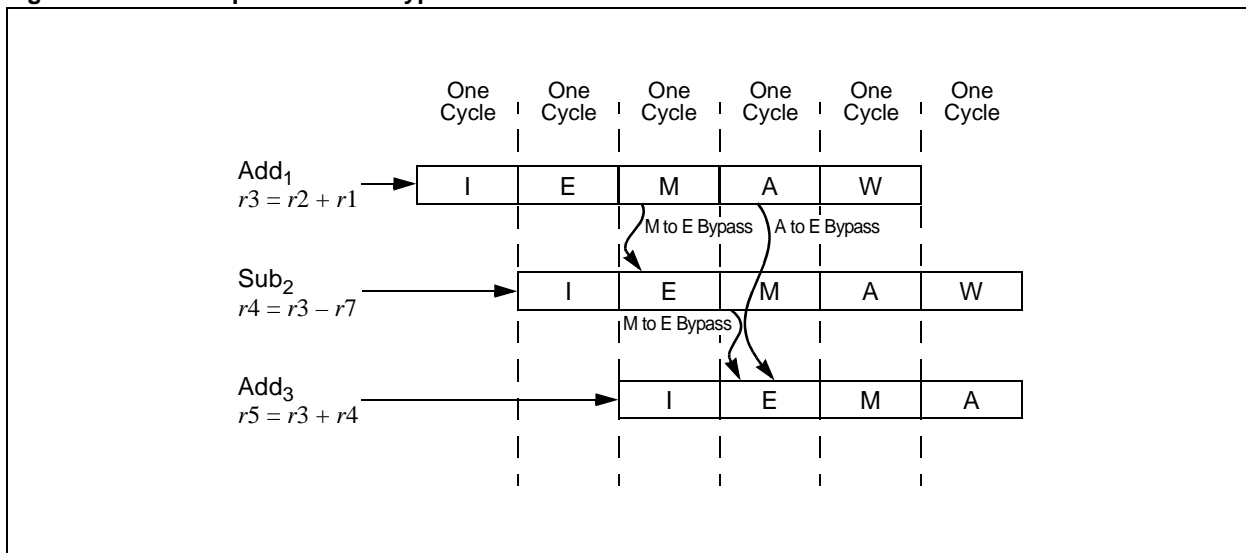 One One One One One One
Cycle Cycle Cycle Cycle Cycle Cycle
Add1
r3 = r2 + r1
I E M A W
M to E Bypass A to E Bypass
Sub2
r4 = r3 – r7
I E M A W
M to E Bypass
Add3
r5 = r3 + r4
I E M A